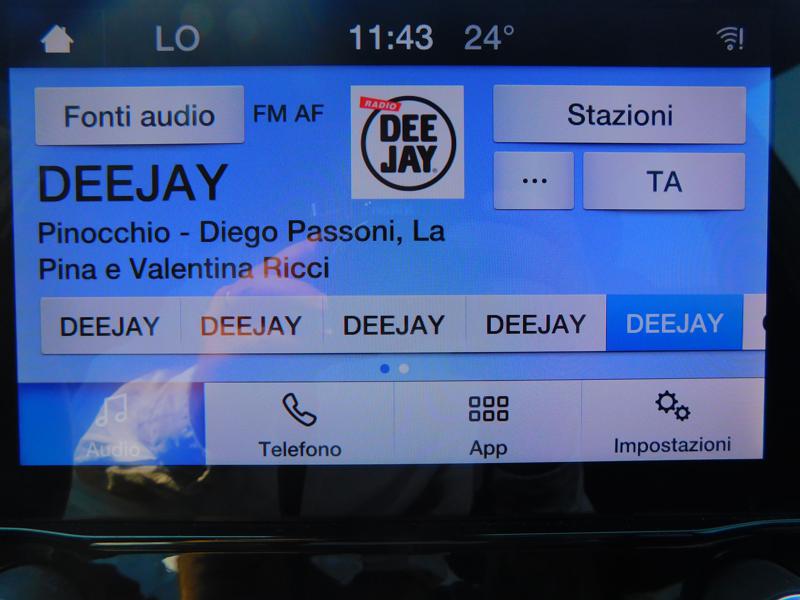 LO 11:43 24°
Fonti audio FM AF RADIO DEE JAY Stazioni
DEEJAY ... TA
Pinocchio - Diego Passoni, La
Pina e Valentina Ricci
DEEJAY DEEJAY DEEJAY DEEJAY DEEJAY
Audio Telefono App Impostazioni